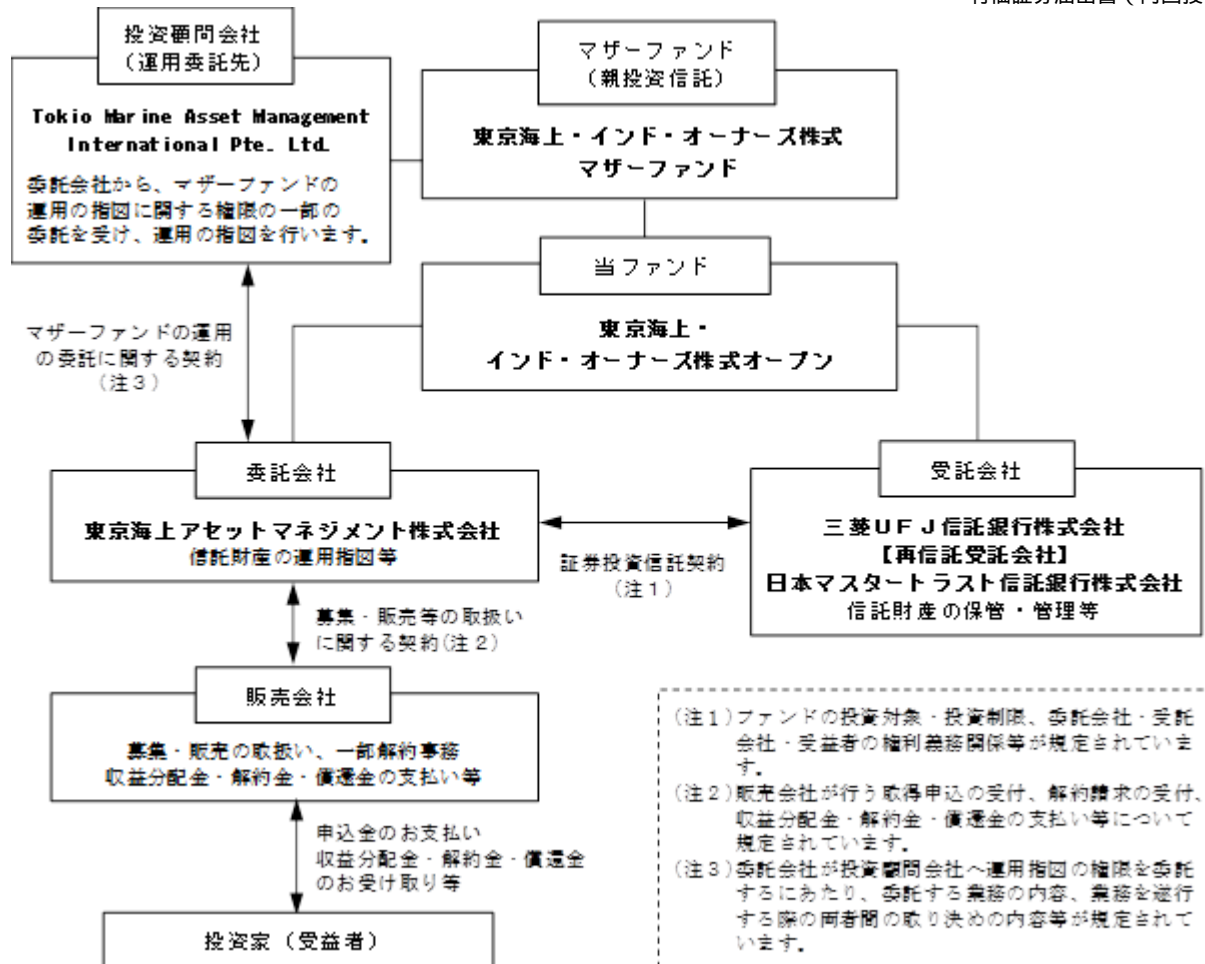 投資顧問会社
（運用委託先）
Tokio Marine Asset Management
International Pte. Ltd.
委託会社から、マザーファンドの
運用の指図に関する権限の一部の
委託を受け、運用の指図を行います。
マザーファンド
（親投資信託）
東京海上・インド・オーナーズ株式
マザーファンド
当ファンド
東京海上・
インド・オーナーズ株式オープン
マザーファンドの運用
の委託に関する契約
（注３）
委託会社
東京海上アセットマネジメント株式会社
信託財産の運用指図等
証券投資信託契約
（注１）
受託会社
三菱ＵＦＪ信託銀行株式会社
【再信託受託会社】
日本マスタートラスト信託銀行株式会社
信託財産の保管・管理等
募集・販売等の取扱い
に関する契約（注２）
販売会社
募集・販売の取扱い、一部解約事務
収益分配金・解約金・償還金の支払い等
申込金のお支払い
収益分配金・解約金・償還金
のお受け取り等
投資家（受益者）
（注１）ファンドの投資対象・投資制限、委託会社・受託
会社・受益者の権利義務関係等が規定されていま
す。
（注２）販売会社が行う取得申込の受付、解約請求の受付、
収益分配金・解約金・償還金の支払い等について
規定されています。
（注３）委託会社が投資顧問会社へ運用指図の権限を委託
するにあたり、委託する業務の内容、業務を遂行
する際の両者間の取り決めの内容等が規定されて
います。